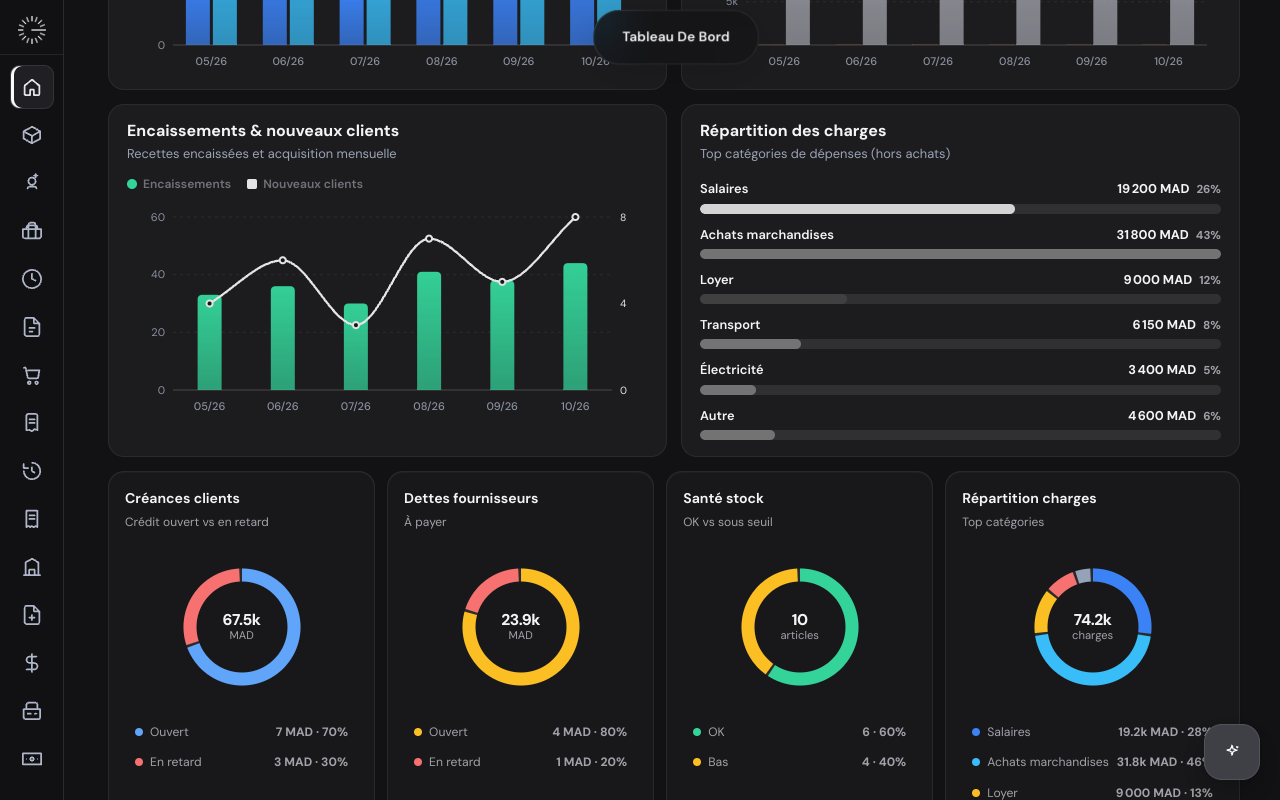 Tableau De Bord
0
05/26 06/26 07/26 08/26 09/26 10/26
5k
05/26 06/26 07/26 08/26 09/26 10/26
Encaissements & nouveaux clients
Recettes encaissées et acquisition mensuelle
Encaissements Nouveaux clients
60 8
40
4
20
0 0
05/26 06/26 07/26 08/26 09/26 10/26
Répartition des charges
Top catégories de dépenses (hors achats)
Salaires 19 200 MAD 26%
Achats marchandises 31 800 MAD 43%
Loyer 9 000 MAD 12%
Transport 6 150 MAD 8%
Électricité 3 400 MAD 5%
Autre 4 600 MAD 6%
Créances clients
Crédit ouvert vs en retard
67.5k
MAD
Ouvert 7 MAD · 70%
En retard 3 MAD · 30%
Dettes fournisseurs
À payer
23.9k
MAD
Ouvert 4 MAD · 80%
En retard 1 MAD · 20%
Santé stock
OK vs sous seuil
10
articles
OK 6 · 60%
Bas 4 · 40%
Répartition charges
Top catégories
74.2k
charges
Salaires 19.2k MAD · 28%
Achats marchandises 31.8k MAD · 46%
Loyer 9 000 MAD · 13%